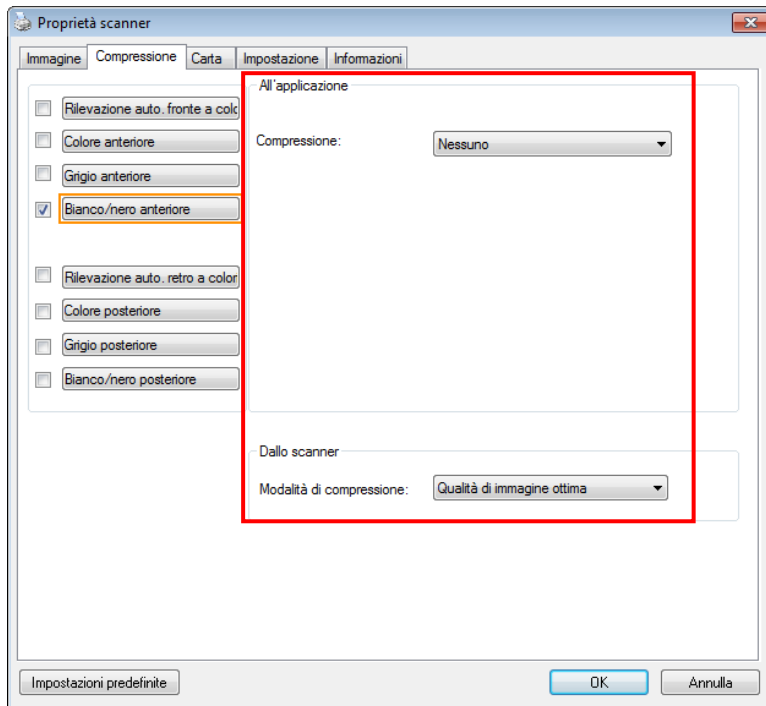 Proprietà scanner
Immagine Compressione Carta Impostazione Informazioni
All'applicazione
Rilevazione auto. fronte a colo
Colore anteriore
Compressione: Nessuno
Grigio anteriore
Bianco/nero anteriore
Rilevazione auto. retro a color
Colore posteriore
Grigio posteriore
Bianco/nero posteriore
Dallo scanner
Modalità di compressione: Qualità di immagine ottima
Impostazioni predefinite OK Annulla